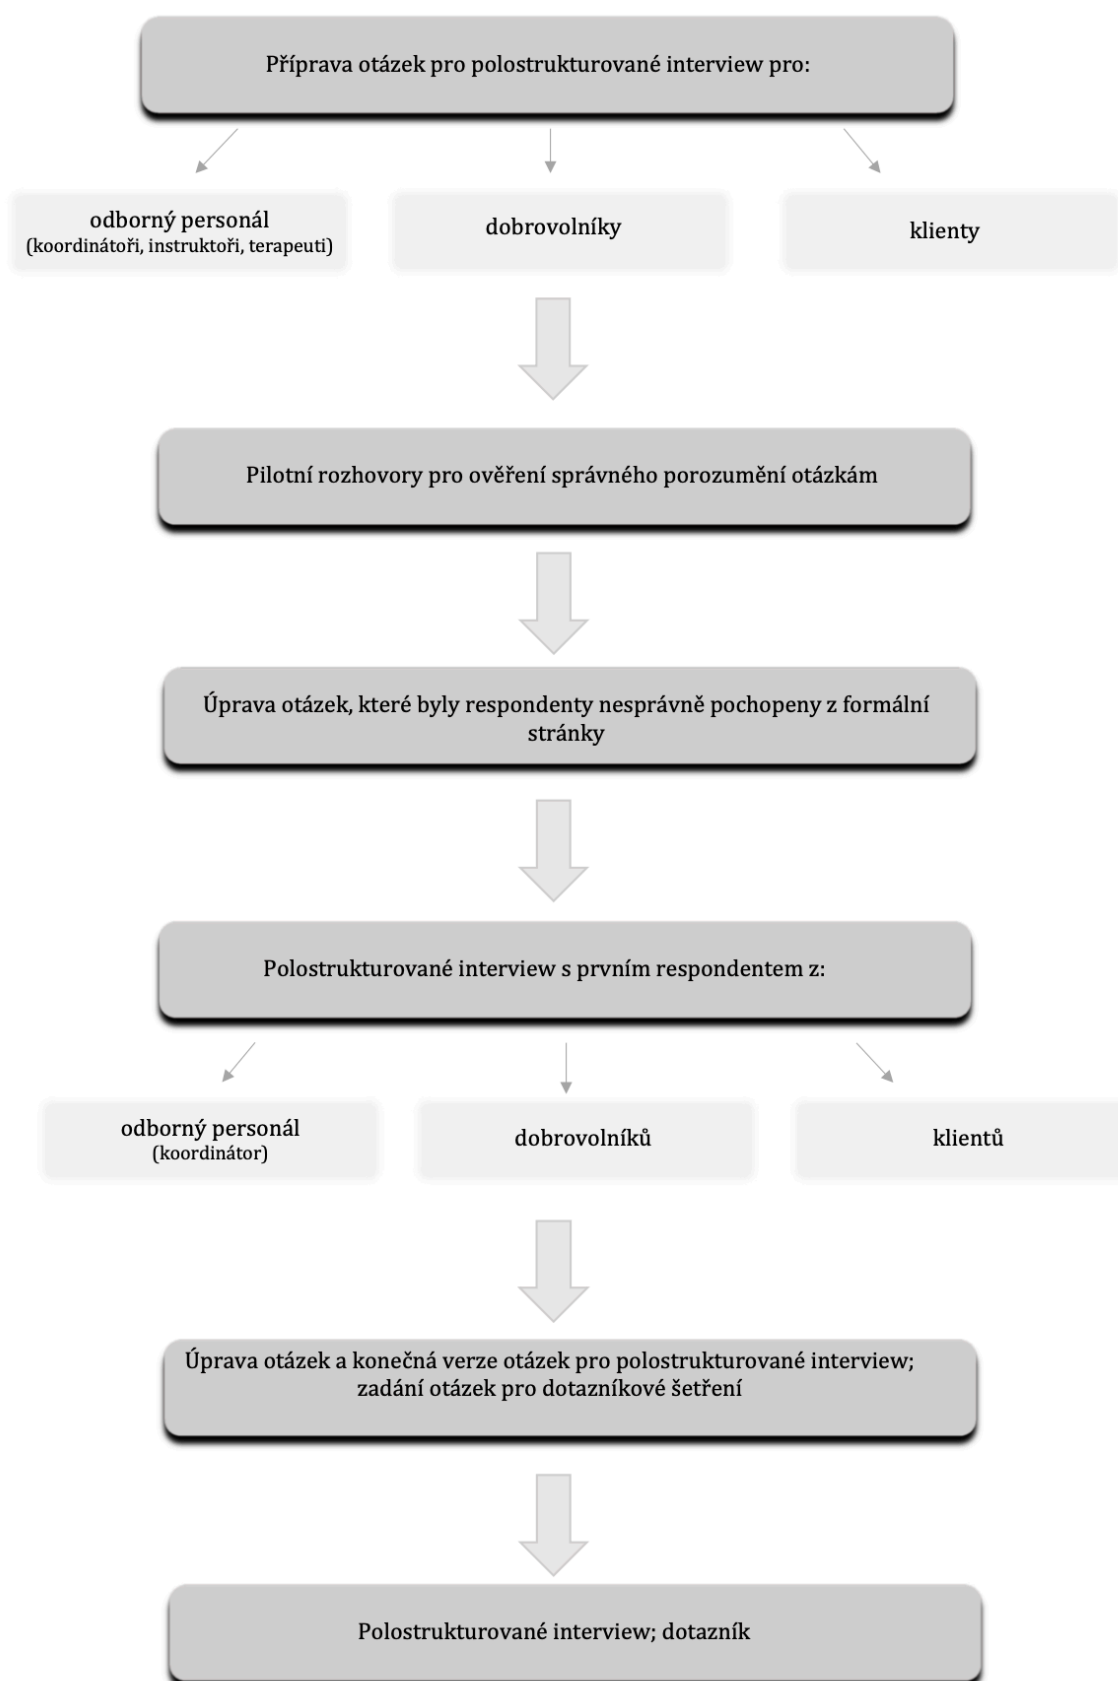 Příprava otázek pro polostrukturované interview pro:
odborný personál
(koordinátoři, instruktoři, terapeuti)
dobrovolníky
klienty
Pilotní rozhovory pro ověření správného porozumění otázkám
Úprava otázek, které byly respondenty nesprávně pochopeny z formální
stránky
Polostrukturované interview s prvním respondentem z:
odborný personál
(koordinátor)
dobrovolníků
klientů
Úprava otázek a konečná verze otázek pro polostrukturované interview;
zadání otázek pro dotazníkové šetření
Polostrukturované interview; dotazník